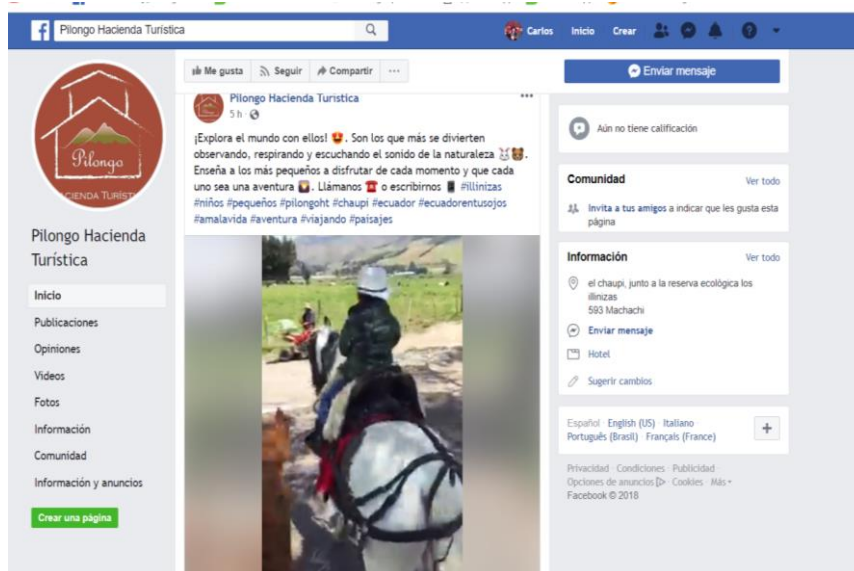 Pilongo Hacienda Turística
Carlos Inicio Crear
Me gusta Seguir Compartir ...
Enviar mensaje
Pilongo
HACIENDA TURÍST
Pilongo Hacienda
Turística
Inicio
Publicaciones
Opiniones
Videos
Fotos
Información
Comunidad
Información y anuncios
Crear una página
Pilongo Hacienda Turística
5 h ·
¡Explora el mundo con ellos! . Son los que más se divierten
observando, respirando y escuchando el sonido de la naturaleza .
Enseña a los más pequeños a disfrutar de cada momento y que cada
uno sea una aventura . Llámanos o escribirnos #illinizas
#niños #pequeños #pilongoht #chaupi #ecuador #ecuadorentusojos
#amalavida #aventura #viajando #paisajes
Aún no tiene calificación
Comunidad Ver todo
Invita a tus amigos a indicar que les gusta esta
página
Información Ver todo
el chaupi, junto a la reserva ecológica los
illinizas
593 Machachi
Enviar mensaje
Hotel
Sugerir cambios
Español · English (US) · Italiano
Português (Brasil) · Français (France)
Privacidad · Condiciones · Publicidad ·
Opciones de anuncios · Cookies · Más
Facebook © 2018